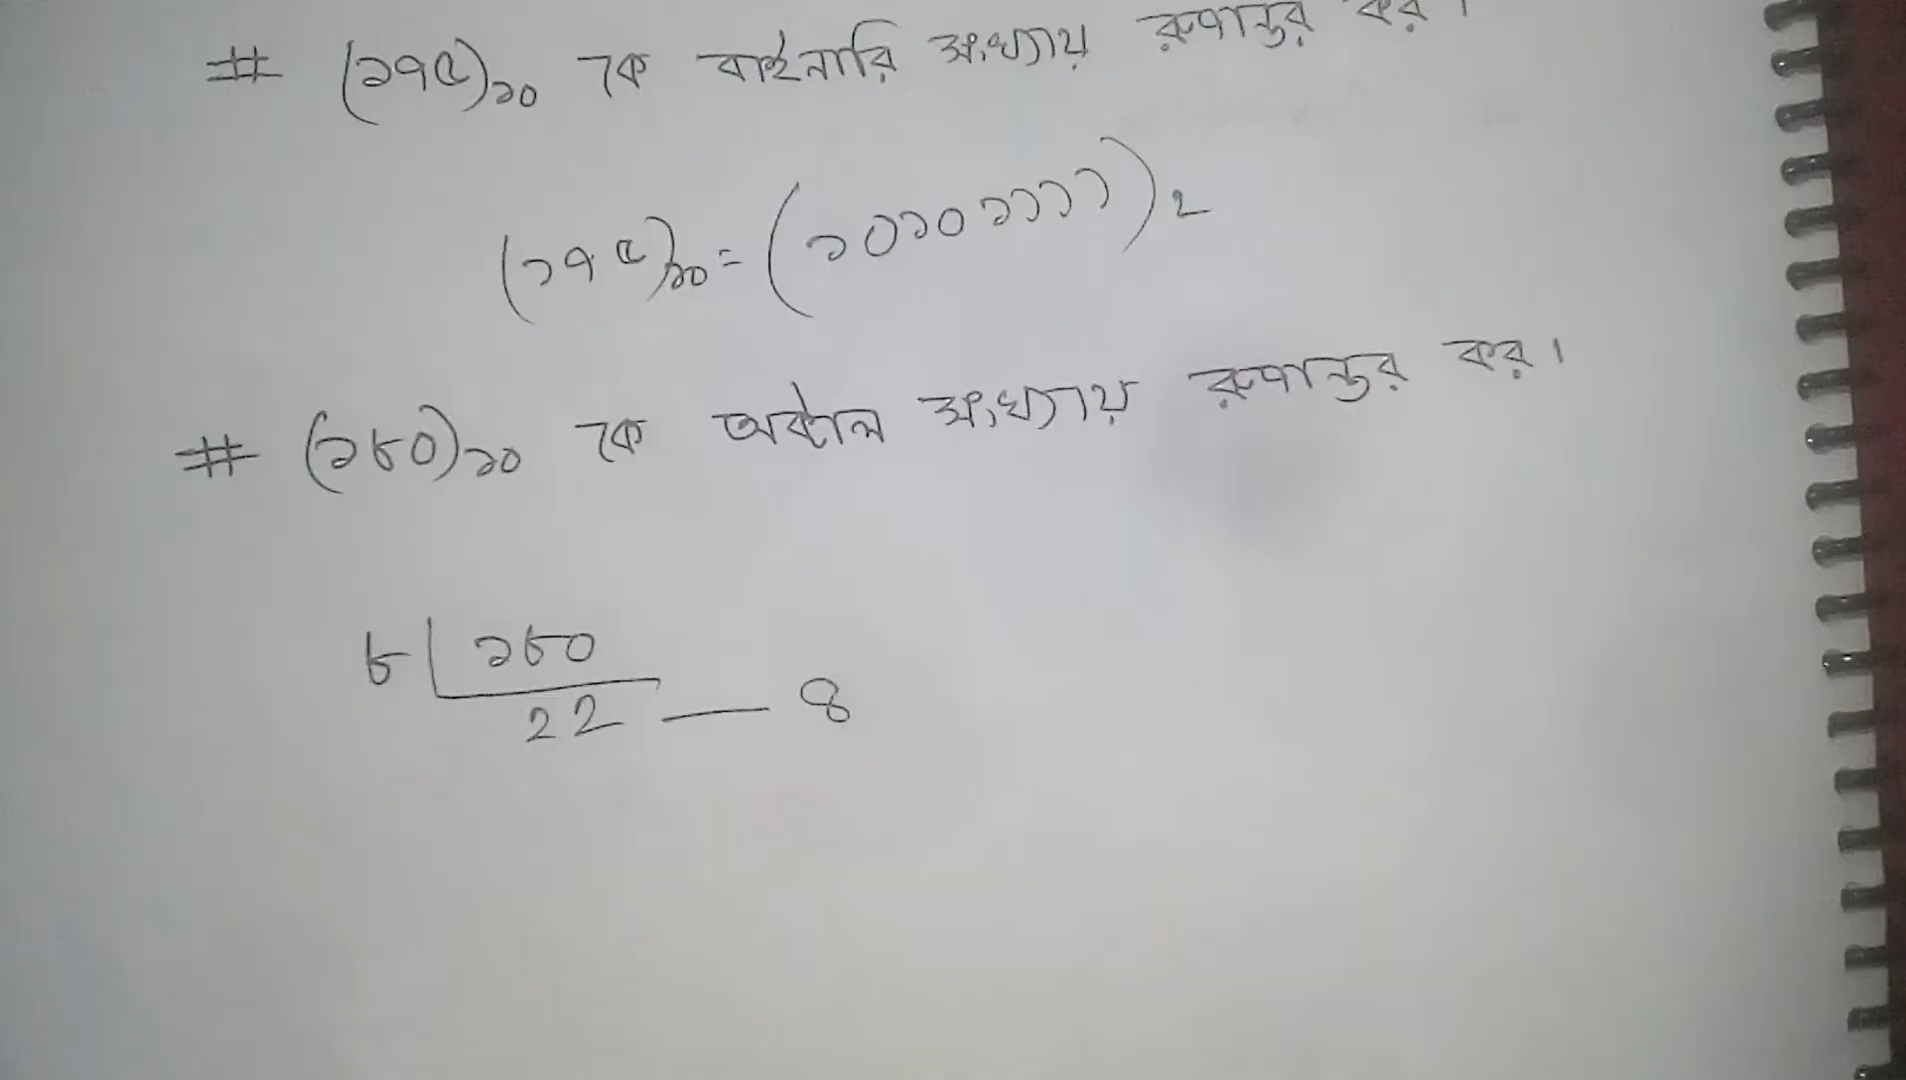 # (১৭৫)১০ কে বাইনারি সংখ্যায় রুপান্তর কর।
(১৭৫)১০ = (১০১০১১১১)২
# (১৮০)১০ কে অক্টাল সংখ্যায় রুপান্তর কর।
৮ | ১৮০
২২ — ৪